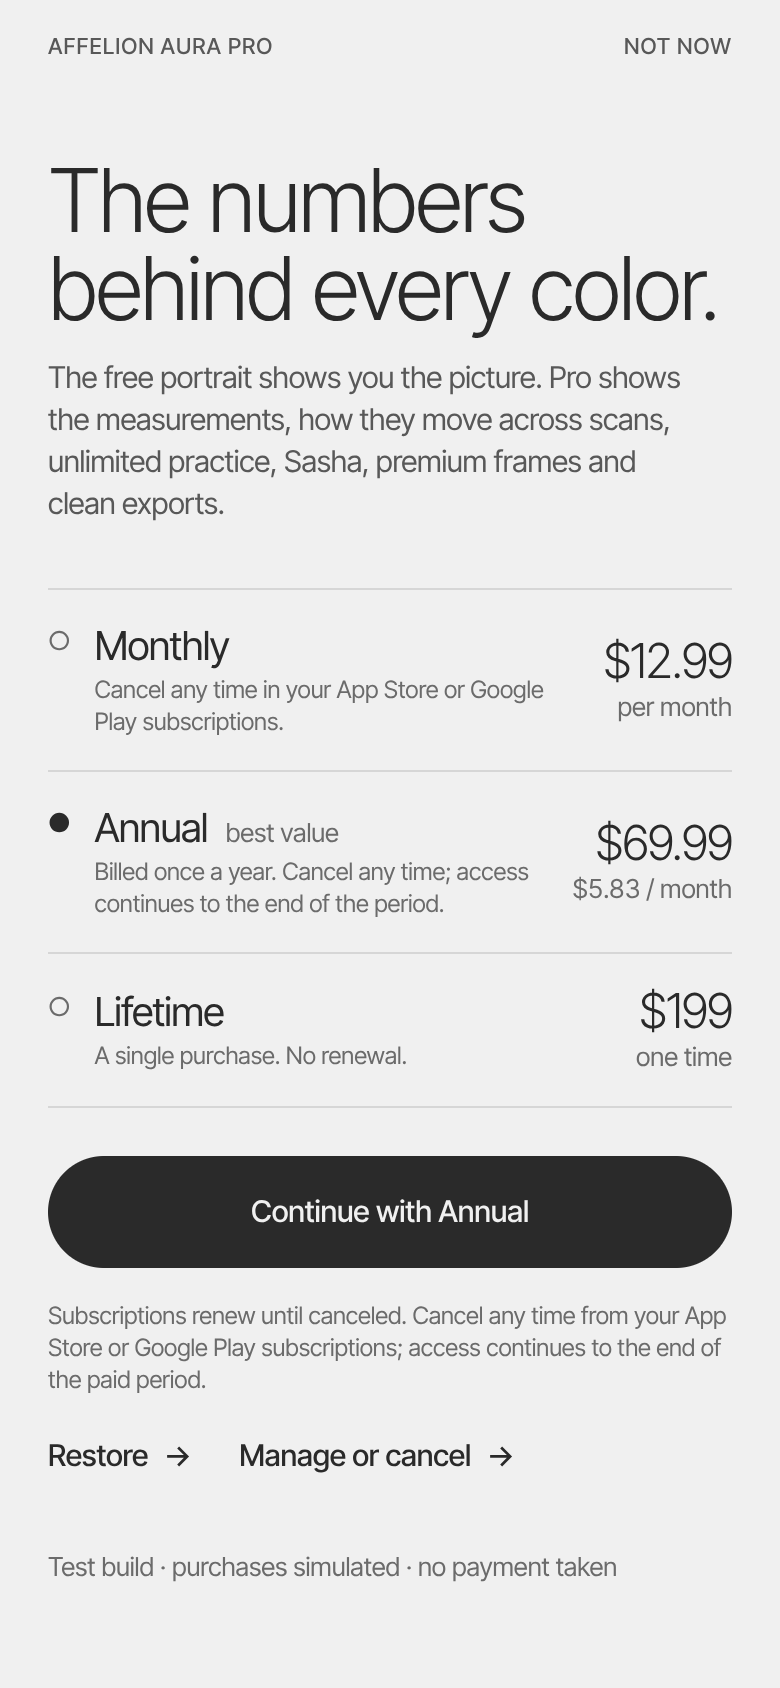 AFFELION AURA PRO
NOT NOW
The numbers
behind every color.
The free portrait shows you the picture. Pro shows
the measurements, how they move across scans,
unlimited practice, Sasha, premium frames and
clean exports.
Monthly
Cancel any time in your App Store or Google
Play subscriptions.
$12.99
per month
Annual best value
Billed once a year. Cancel any time; access
continues to the end of the period.
$69.99
$5.83 / month
Lifetime
A single purchase. No renewal.
$199
one time
Continue with Annual
Subscriptions renew until canceled. Cancel any time from your App
Store or Google Play subscriptions; access continues to the end of
the paid period.
Restore → Manage or cancel →
Test build · purchases simulated · no payment taken